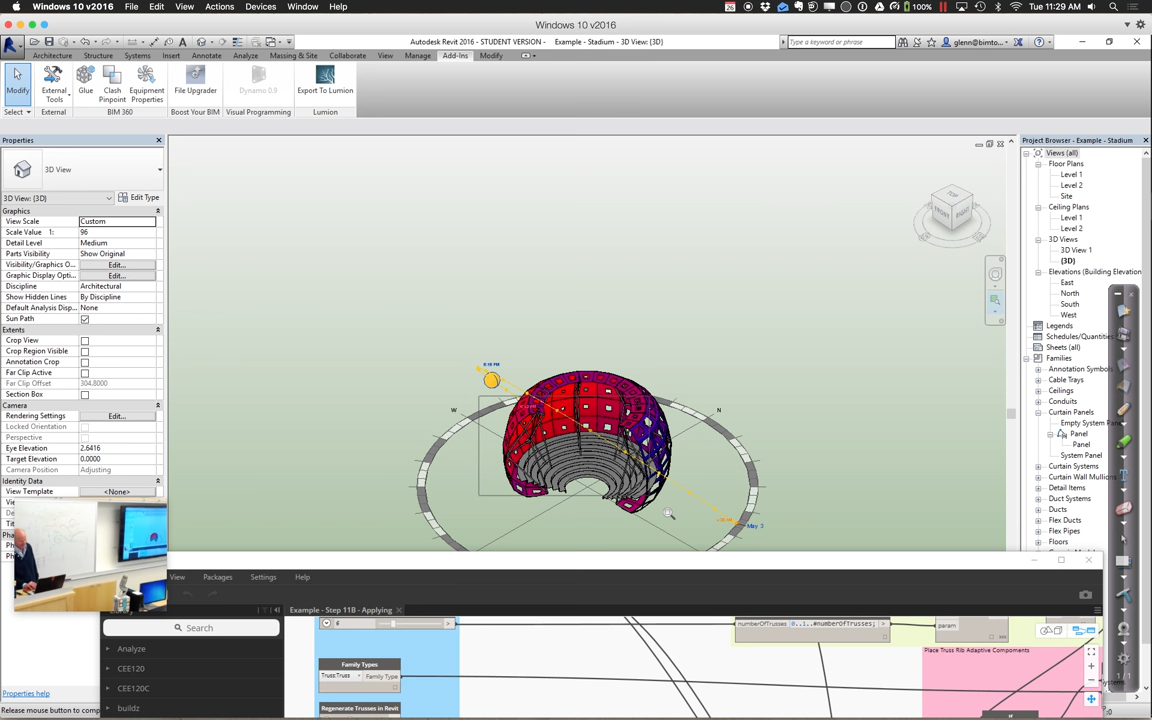 Windows 10 v2016 File Edit View Actions Devices Window Help 100% Tue 11:29 AM
Windows 10 v2016
Autodesk Revit 2016 - STUDENT VERSION - Example - Stadium - 3D View: {3D}
Type a keyword or phrase
glenn@bimto...
Architecture Structure Systems Insert Annotate Analyze Massing & Site Collaborate View Manage Add-Ins Modify
Modify
External Tools
Glue
Clash Pinpoint
Equipment Properties
File Upgrader
Dynamo 0.9
Export To Lumion
Select External BIM 360 Boost Your BIM Visual Programming Lumion
Properties
3D View
3D View: {3D} Edit Type
Graphics
View Scale Custom
Scale Value 1: 96
Detail Level Medium
Parts Visibility Show Original
Visibility/Graphics O... Edit...
Graphic Display Opti... Edit...
Discipline Architectural
Show Hidden Lines By Discipline
Default Analysis Disp... None
Sun Path
Extents
Crop View
Crop Region Visible
Annotation Crop
Far Clip Active
Far Clip Offset 304.8000
Section Box
Camera
Rendering Settings Edit...
Locked Orientation
Perspective
Eye Elevation 2.6416
Target Elevation 0.0000
Camera Position Adjusting
Identity Data
View Template <None>
Properties help
Release mouse button to comp
TOP
FRONT
RIGHT
W
N
May 3
Project Browser - Example - Stadium
Views (all)
Floor Plans
Level 1
Level 2
Site
Ceiling Plans
Level 1
Level 2
3D Views
3D View 1
{3D}
Elevations (Building Elevation
East
North
South
West
Legends
Schedules/Quantities
Sheets (all)
Families
Annotation Symbols
Cable Trays
Ceilings
Conduits
Curtain Panels
Empty System Pan
Panel
Panel
System Panel
Curtain Systems
Curtain Wall Mullions
Detail Items
Duct Systems
Ducts
Flex Ducts
Flex Pipes
Floors
View Packages Settings Help
Example - Step 11B - Applying
Search
Analyze
CEE120
CEE120C
buildz
6
Family Types
Truss:Truss Family Type
Regenerate Trusses in Revit
numberOfTrusses 0..1..#numberOfTrusses;
param
Place Truss Rib Adaptive Components
1 / 1